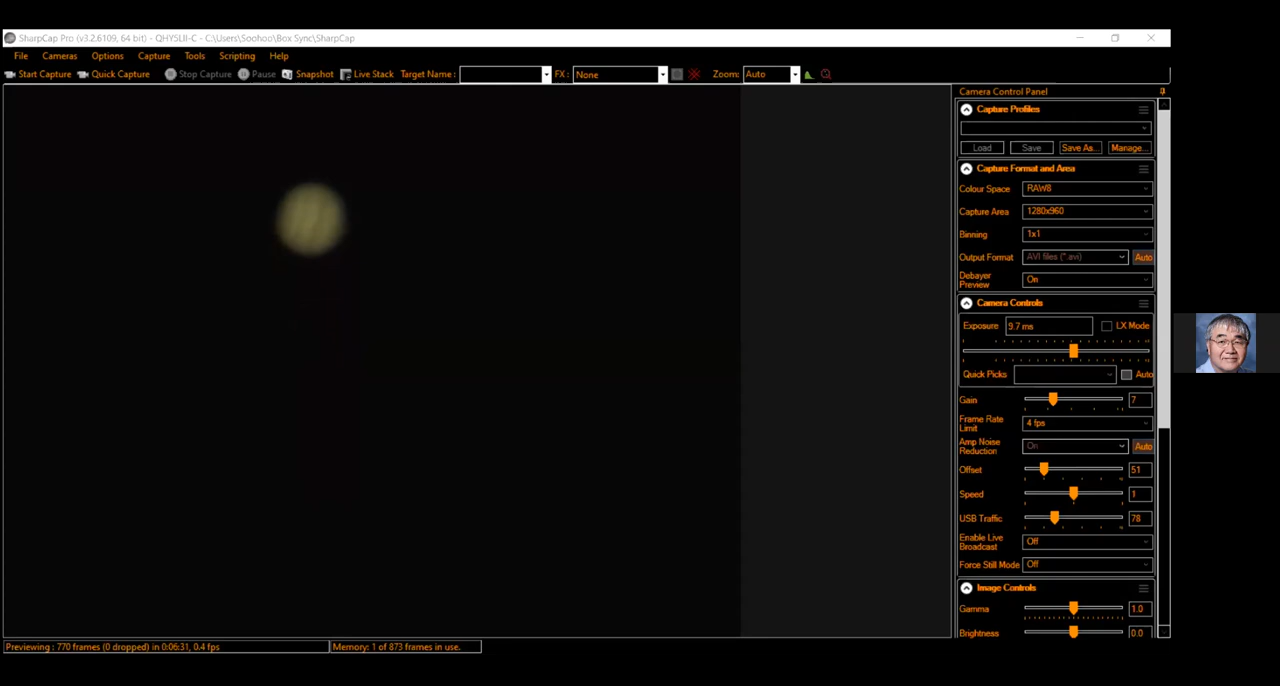 SharpCap Pro (v3.2.6109, 64 bit) - QHY5LII-C - C:\Users\Soohoo\Box Sync\SharpCap
File Cameras Options Capture Tools Scripting Help
Start Capture Quick Capture Stop Capture Pause Snapshot Live Stack Target Name : FX : None Zoom: Auto
Camera Control Panel
Capture Profiles
Load Save Save As... Manage...
Capture Format and Area
Colour Space RAW8
Capture Area 1280x960
Binning 1x1
Output Format AVI files (*.avi) Auto
Debayer
Preview On
Camera Controls
Exposure 9.7 ms LX Mode
Quick Picks Auto
Gain 7
Frame Rate
Limit 4 fps
Amp Noise
Reduction On Auto
Offset 51
Speed 1
USB Traffic 78
Enable Live
Broadcast Off
Force Still Mode Off
Image Controls
Gamma 1.0
Brightness 0.0
Previewing : 770 frames (0 dropped) in 0:06:31, 0.4 fps Memory: 1 of 873 frames in use.